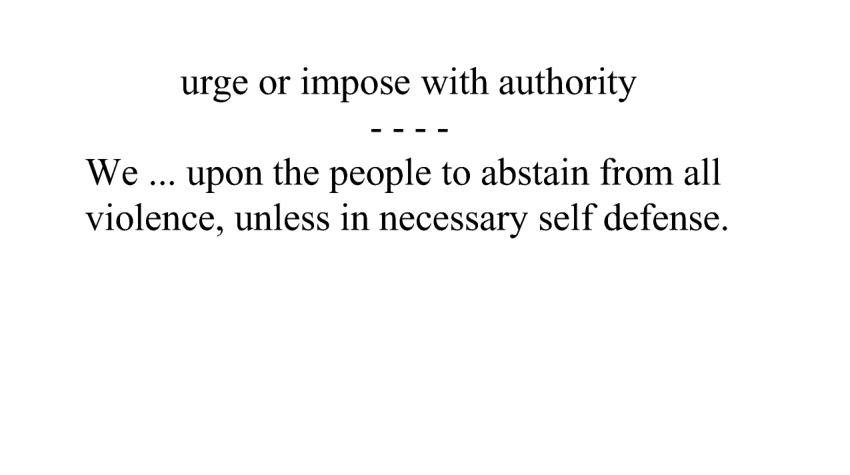 urge or impose with authority
- - - -
We ... upon the people to abstain from all
violence, unless in necessary self defense.